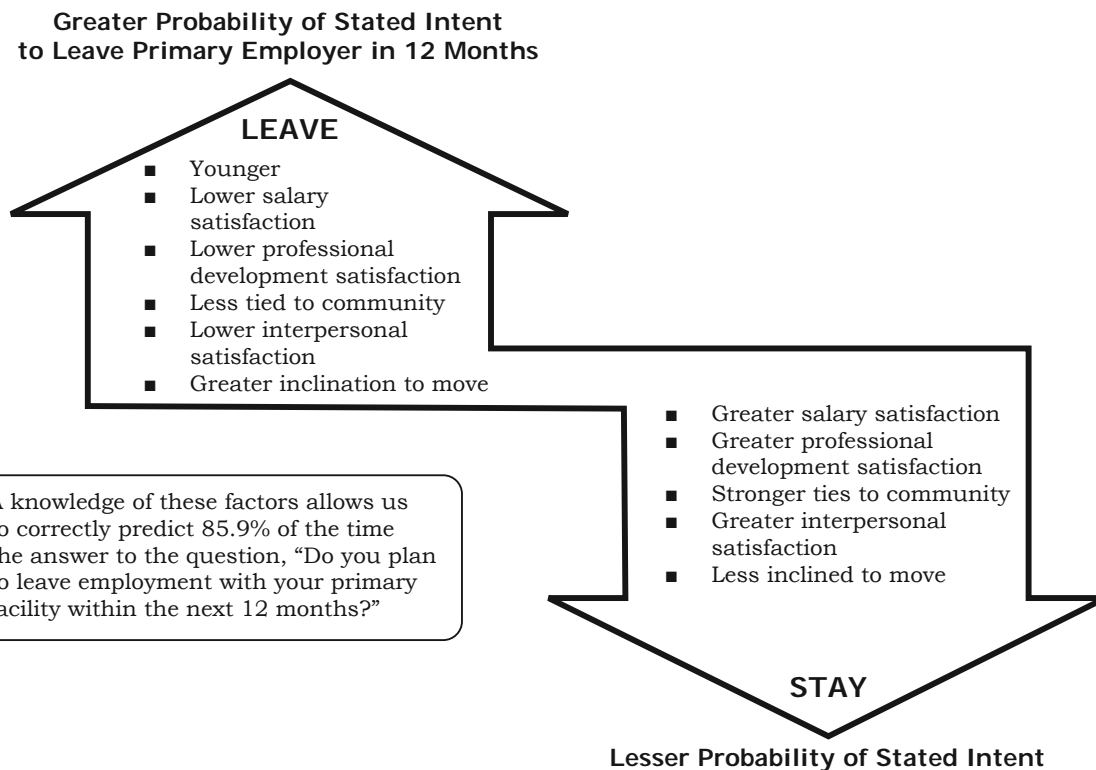 Greater Probability of Stated Intent
to Leave Primary Employer in 12 Months
LEAVE
■ Younger
■ Lower salary
satisfaction
■ Lower professional
development satisfaction
■ Less tied to community
■ Lower interpersonal
satisfaction
■ Greater inclination to move
■ Greater salary satisfaction
■ Greater professional
development satisfaction
■ Stronger ties to community
■ Greater interpersonal
satisfaction
■ Less inclined to move
STAY
knowledge of these factors allows us
correctly predict 85.9% of the time
answer to the question, “Do you plan
leave employment with your primary
within the next 12 months?”
Lesser Probability of Stated Intent